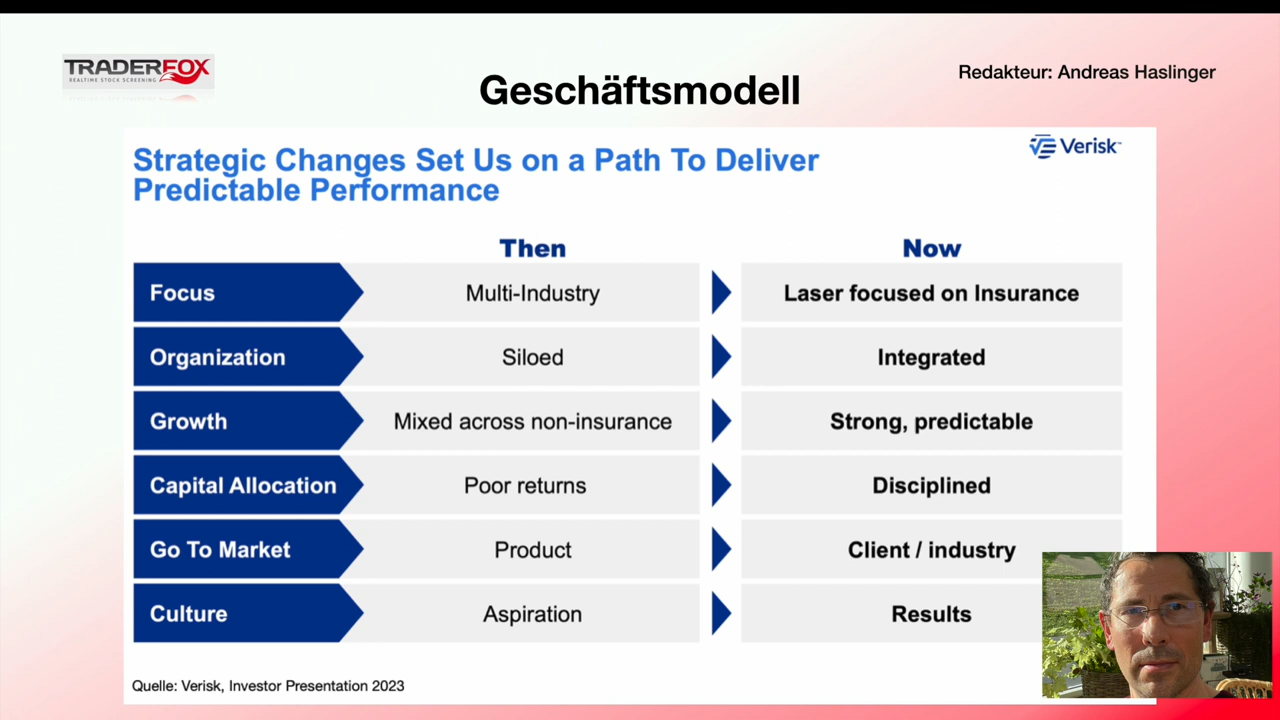 TRADERFOX
REALTIME STOCK SCREENING
Geschäftsmodell
Redakteur: Andreas Haslinger
Strategic Changes Set Us on a Path To Deliver
Predictable Performance
Verisk™
Then Now
Focus Multi-Industry Laser focused on Insurance
Organization Siloed Integrated
Growth Mixed across non-insurance Strong, predictable
Capital Allocation Poor returns Disciplined
Go To Market Product Client / industry
Culture Aspiration Results
Quelle: Verisk, Investor Presentation 2023